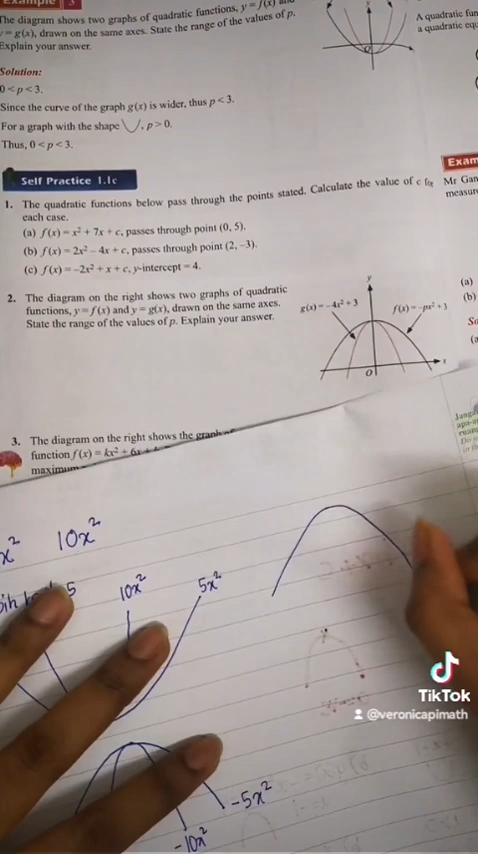 Example 3
The diagram shows two graphs of quadratic functions, y = f(x) and
y = g(x), drawn on the same axes. State the range of the values of p.
Explain your answer.
A quadratic
a quadratic
Solution:
0 < p < 3.
Since the curve of the graph g(x) is wider, thus p < 3.
For a graph with the shape , p > 0.
Thus, 0 < p < 3.
Self Practice 1.1c
1. The quadratic functions below pass through the points stated. Calculate the value of c for
each case.
(a) f(x) = x² + 7x + c, passes through point (0, 5).
(b) f(x) = 2x² – 4x + c, passes through point (2, –3).
(c) f(x) = –2x² + x + c, y-intercept = 4.
Mr
2. The diagram on the right shows two graphs of quadratic
functions, y = f(x) and y = g(x), drawn on the same axes.
State the range of the values of p. Explain your answer.
y
g(x) = –4x² + 3
f(x) = –px² + 3
x
O
(a)
(b)
3. The diagram on the right shows the graph of
function f(x) = kx² + 6x +
x²
10x²
5
10x²
5x²
-5x²
-10x²
TikTok
@veronicapimath